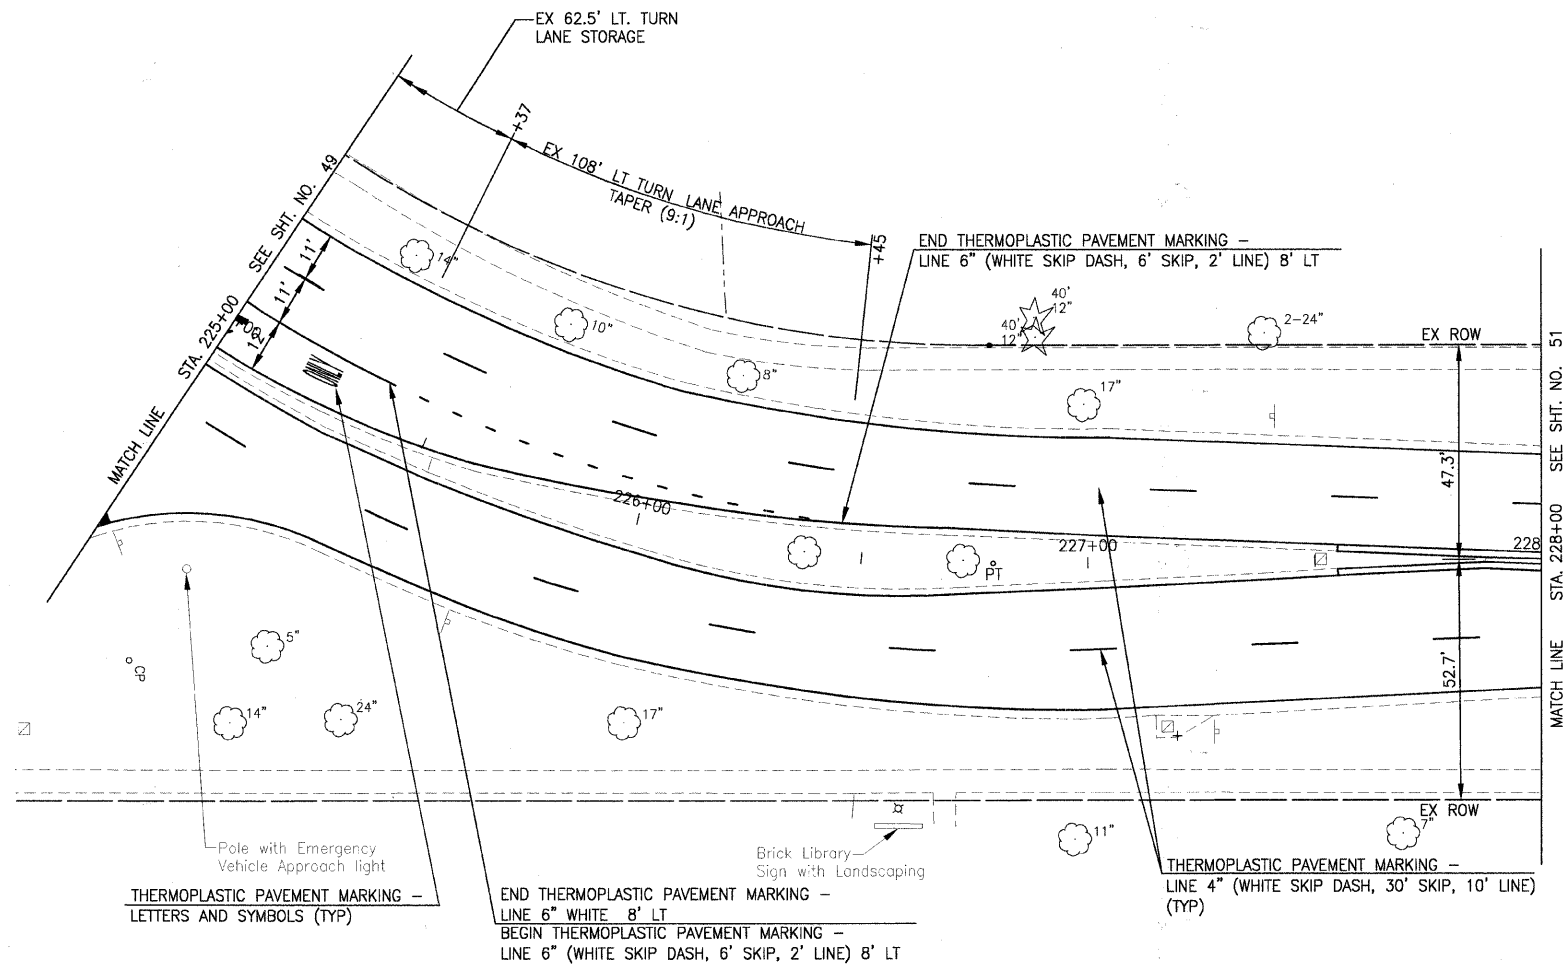 EX 62.5' LT. TURN
LANE STORAGE
+37
EX 108' LT TURN LANE APPROACH
TAPER (9:1)
+45
END THERMOPLASTIC PAVEMENT MARKING –
LINE 6" (WHITE SKIP DASH, 6' SKIP, 2' LINE) 8' LT
MATCH LINE STA. 225+00 SEE SHT. NO. 49
11'
11'
12'
14"
10"
8"
40'
12"
40'
12"
2-24"
17"
EX ROW
47.3'
226+00
227+00
228
PT
52.7'
MATCH LINE STA. 228+00 SEE SHT. NO. 51
5"
CP
14"
24"
17"
EX ROW
11"
7"
Pole with Emergency
Vehicle Approach light
Brick Library
Sign with Landscaping
THERMOPLASTIC PAVEMENT MARKING –
LETTERS AND SYMBOLS (TYP)
END THERMOPLASTIC PAVEMENT MARKING –
LINE 6" WHITE 8' LT
BEGIN THERMOPLASTIC PAVEMENT MARKING –
LINE 6" (WHITE SKIP DASH, 6' SKIP, 2' LINE) 8' LT
THERMOPLASTIC PAVEMENT MARKING –
LINE 4" (WHITE SKIP DASH, 30' SKIP, 10' LINE)
(TYP)